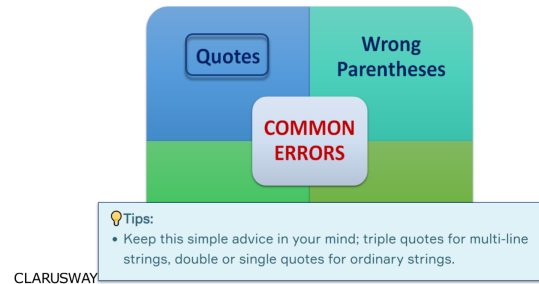 Quotes
Wrong
Parentheses
COMMON
ERRORS
Tips:
• Keep this simple advice in your mind; triple quotes for multi-line
strings, double or single quotes for ordinary strings.
CLARUSWAY